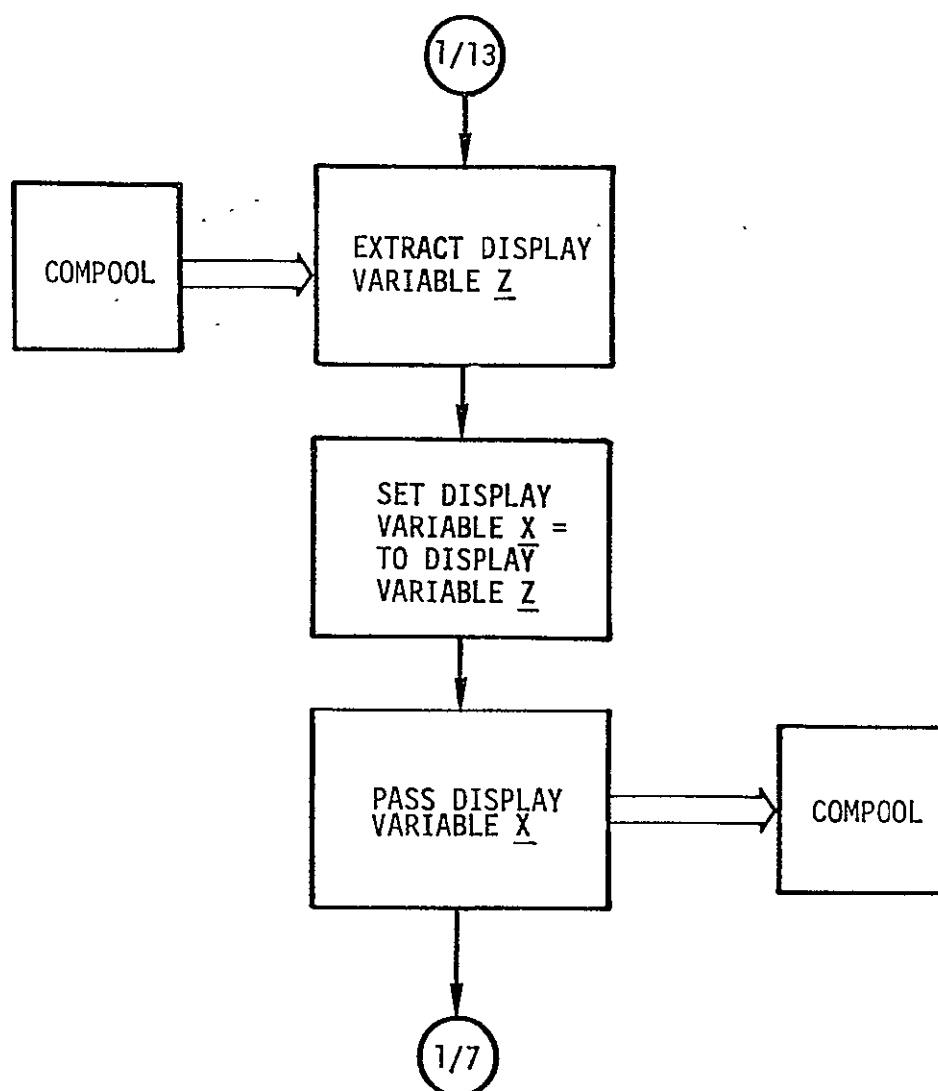 1/13
COMPOOL
EXTRACT DISPLAY
VARIABLE Z
SET DISPLAY
VARIABLE X =
TO DISPLAY
VARIABLE Z
PASS DISPLAY
VARIABLE X
COMPOOL
1/7